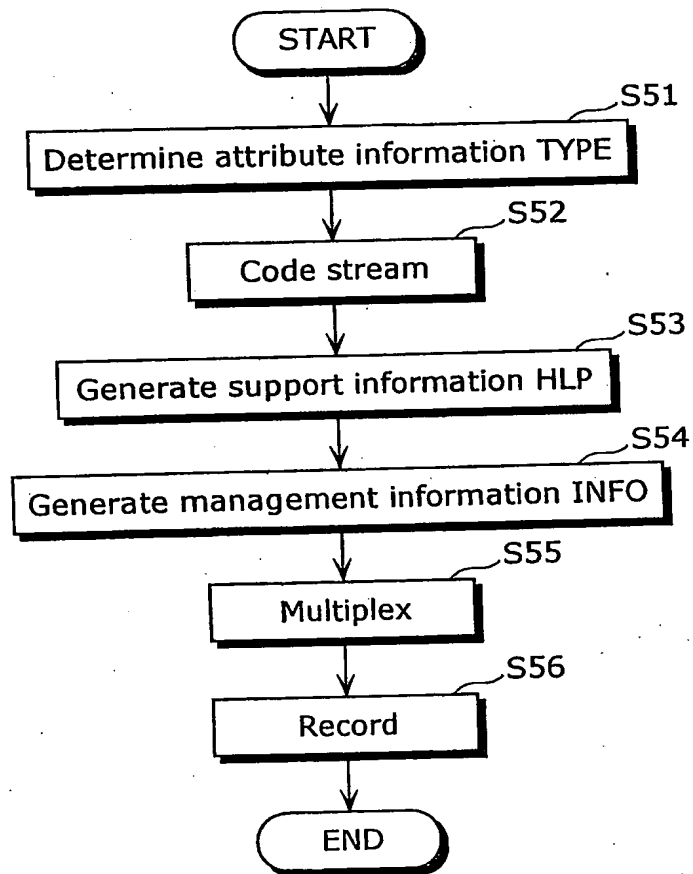 START
S51
Determine attribute information TYPE
S52
Code stream
S53
Generate support information HLP
S54
Generate management information INFO
S55
Multiplex
S56
Record
END